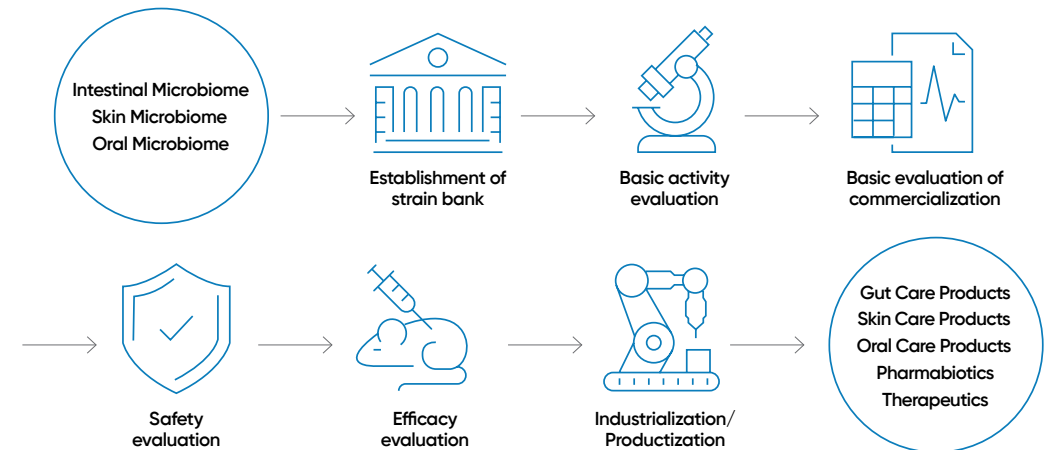 Intestinal Microbiome
Skin Microbiome
Oral Microbiome
Establishment of
strain bank
Basic activity
evaluation
Basic evaluation of
commercialization
Safety
evaluation
Efficacy
evaluation
Industrialization/
Productization
Gut Care Products
Skin Care Products
Oral Care Products
Pharmabiotics
Therapeutics